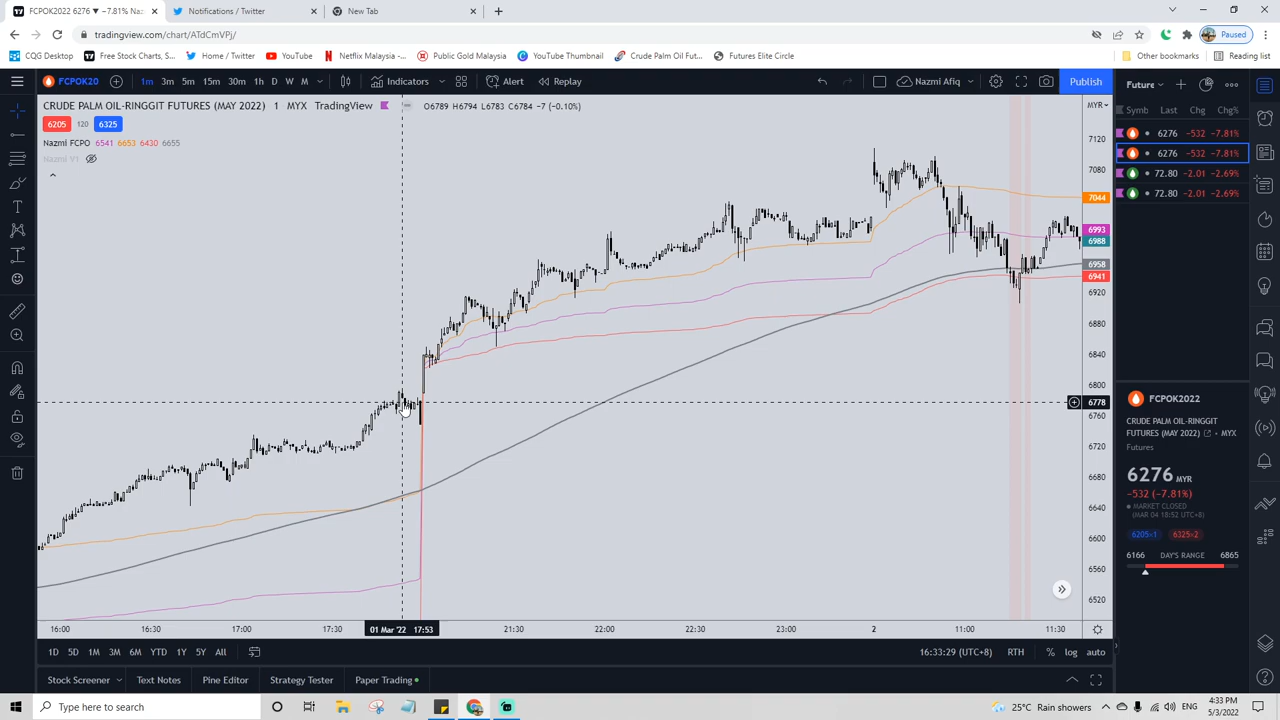 FCPOK2022 6276 ▼ −7.81% Naz
Notifications / Twitter
New Tab
tradingview.com/chart/ATdCmVPj/
Paused
CQG Desktop
Free Stock Charts, S...
Home / Twitter
YouTube
Netflix Malaysia -...
Public Gold Malaysia
YouTube Thumbnail
Crude Palm Oil Fut...
Futures Elite Circle
Other bookmarks
Reading list
FCPOK20
1m 3m 5m 15m 30m 1h D W M
Indicators
Alert
Replay
Nazmi Afiq
Publish
Future
CRUDE PALM OIL-RINGGIT FUTURES (MAY 2022) 1 MYX TradingView
O6789 H6794 L6783 C6784 −7 (−0.10%)
6205 120 6325
Nazmi FCPO 6541 6653 6430 6655
Nazmi V1
MYR
7120
7080
7044
6993
6988
6958
6941
6920
6880
6840
6800
6778
6760
6720
6680
6640
6600
6560
6520
Symb Last Chg Chg%
6276 −532 −7.81%
6276 −532 −7.81%
72.80 −2.01 −2.69%
72.80 −2.01 −2.69%
FCPOK2022
CRUDE PALM OIL-RINGGIT
FUTURES (MAY 2022) • MYX
Futures
6276 MYR
−532 (−7.81%)
MARKET CLOSED
(MAR 04 18:52 UTC+8)
6205×1 6325×2
6166 DAY'S RANGE 6865
16:00 16:30 17:00 17:30 01 Mar '22 17:53 21:30 22:00 22:30 23:00 2 11:00 11:30
1D 5D 1M 3M 6M YTD 1Y 5Y All
16:33:29 (UTC+8) RTH % log auto
Stock Screener
Text Notes
Pine Editor
Strategy Tester
Paper Trading
Type here to search
25°C Rain showers
ENG
4:33 PM
5/3/2022